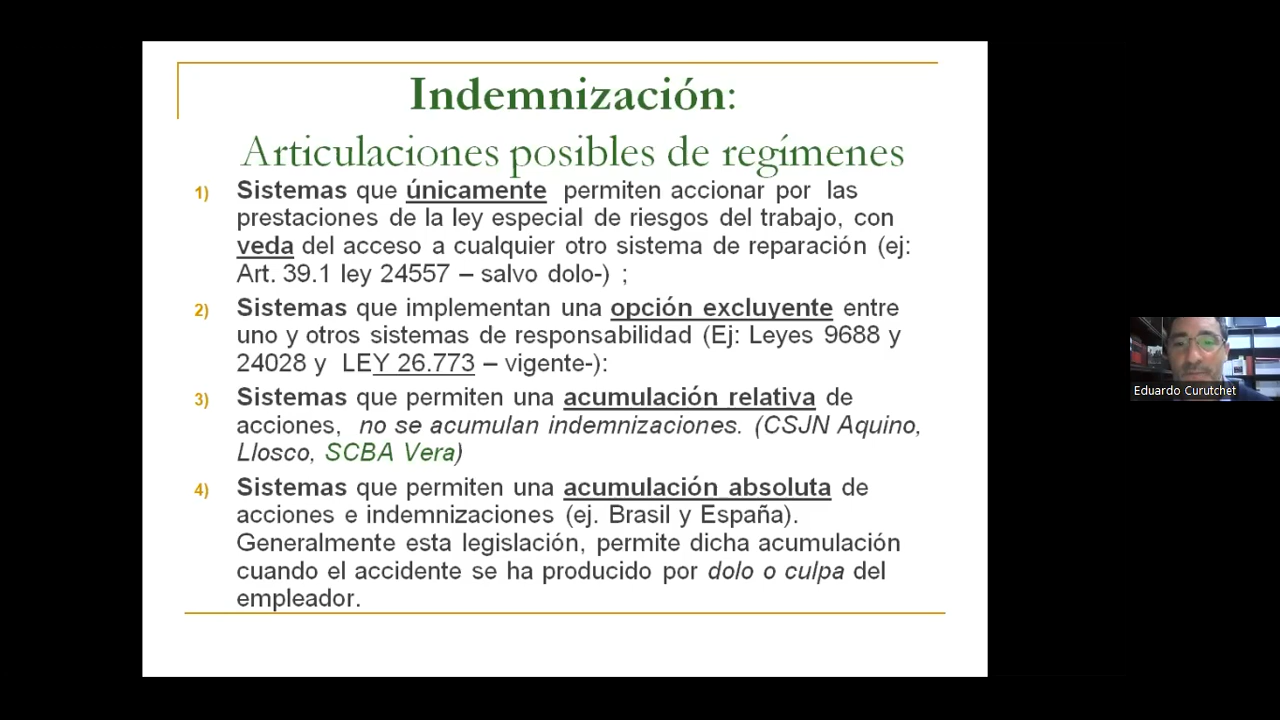 Indemnización:
Articulaciones posibles de regímenes
1) Sistemas que únicamente permiten accionar por las
prestaciones de la ley especial de riesgos del trabajo, con
veda del acceso a cualquier otro sistema de reparación (ej:
Art. 39.1 ley 24557 – salvo dolo-) ;
2) Sistemas que implementan una opción excluyente entre
uno y otros sistemas de responsabilidad (Ej: Leyes 9688 y
24028 y LEY 26.773 – vigente-):
3) Sistemas que permiten una acumulación relativa de
acciones, no se acumulan indemnizaciones. (CSJN Aquino,
Llosco, SCBA Vera)
4) Sistemas que permiten una acumulación absoluta de
acciones e indemnizaciones (ej. Brasil y España).
Generalmente esta legislación, permite dicha acumulación
cuando el accidente se ha producido por dolo o culpa del
empleador.
Eduardo Curutchet